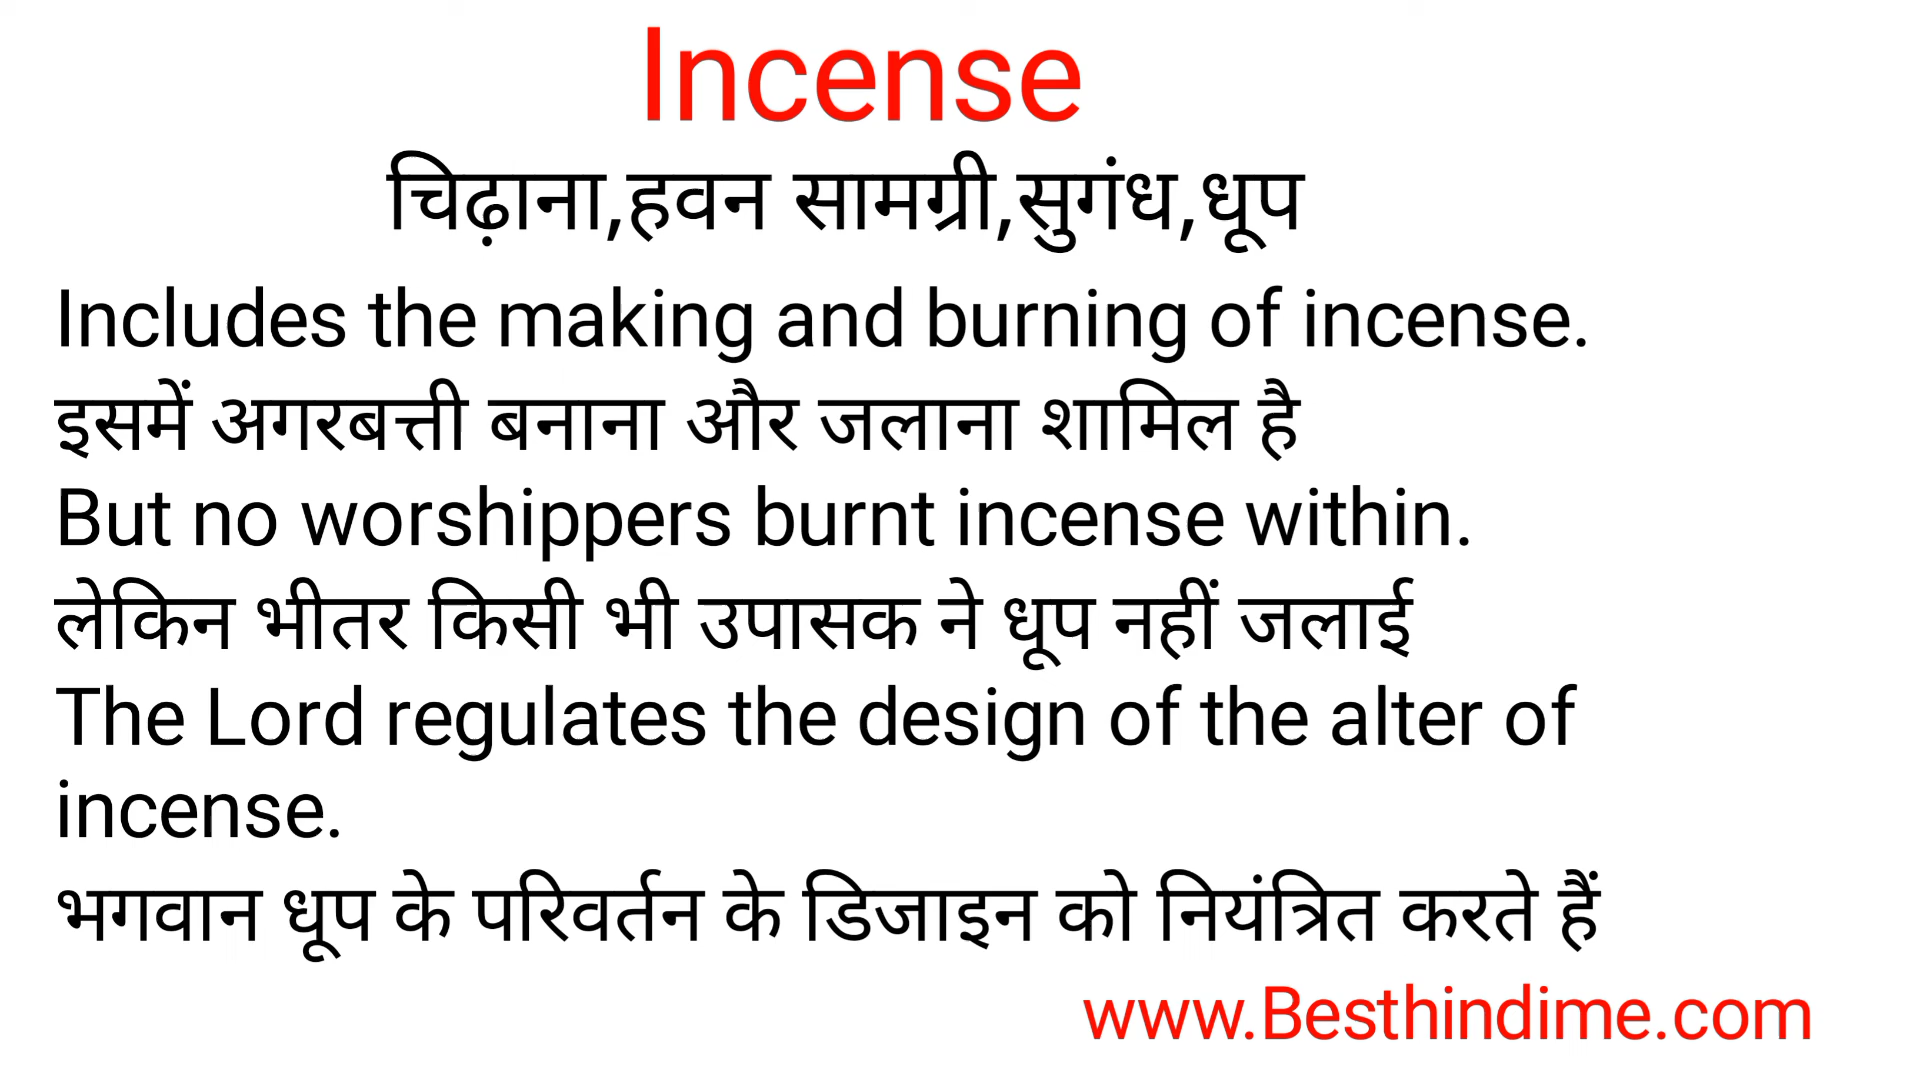 Incense
चिढ़ाना,हवन सामग्री,सुगंध,धूप
Includes the making and burning of incense.
इसमें अगरबत्ती बनाना और जलाना शामिल है
But no worshippers burnt incense within.
लेकिन भीतर किसी भी उपासक ने धूप नहीं जलाई
The Lord regulates the design of the alter of
incense.
भगवान धूप के परिवर्तन के डिजाइन को नियंत्रित करते हैं
www.Besthindime.com